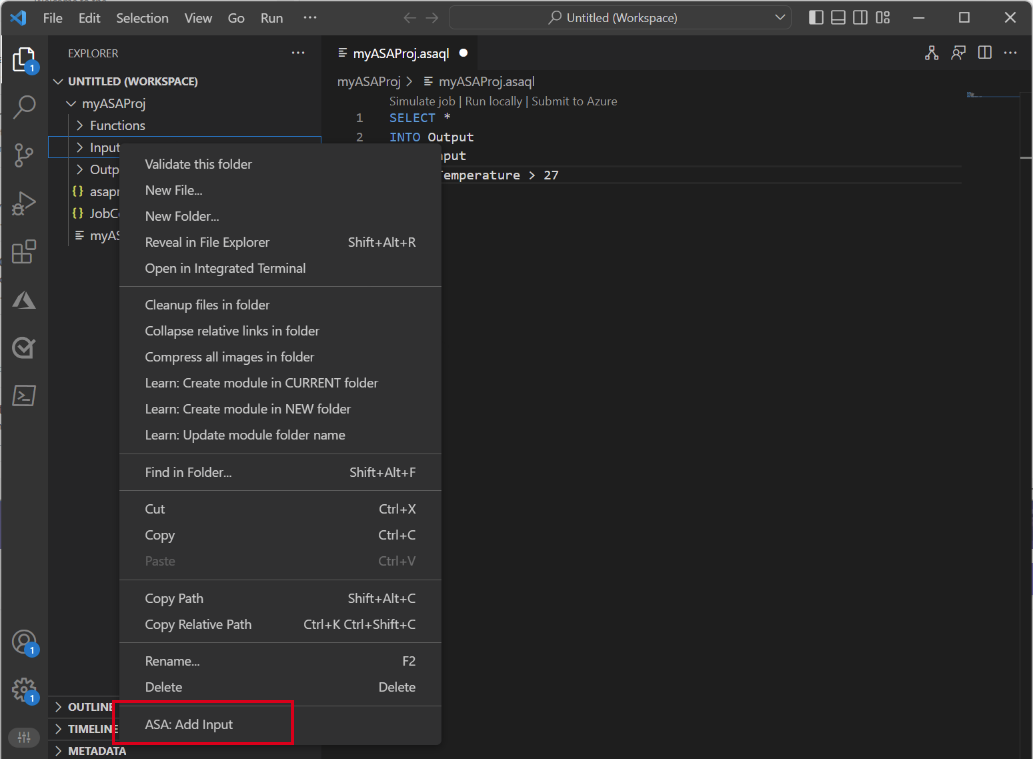 File Edit Selection View Go Run ··· Untitled (Workspace)
EXPLORER ···
UNTITLED (WORKSPACE)
myASAProj
Functions
Input
1
myASAProj.asaql
myASAProj > myASAProj.asaql
Simulate job | Run locally | Submit to Azure
1 SELECT *
2 INTO Output
Temperature > 27
Validate this folder
New File...
New Folder...
Reveal in File Explorer Shift+Alt+R
Open in Integrated Terminal
Cleanup files in folder
Collapse relative links in folder
Compress all images in folder
Learn: Create module in CURRENT folder
Learn: Create module in NEW folder
Learn: Update module folder name
Find in Folder... Shift+Alt+F
Cut Ctrl+X
Copy Ctrl+C
Paste Ctrl+V
Copy Path Shift+Alt+C
Copy Relative Path Ctrl+K Ctrl+Shift+C
Rename... F2
Delete Delete
ASA: Add Input
1
1
OUTLINE
TIMELINE
METADATA